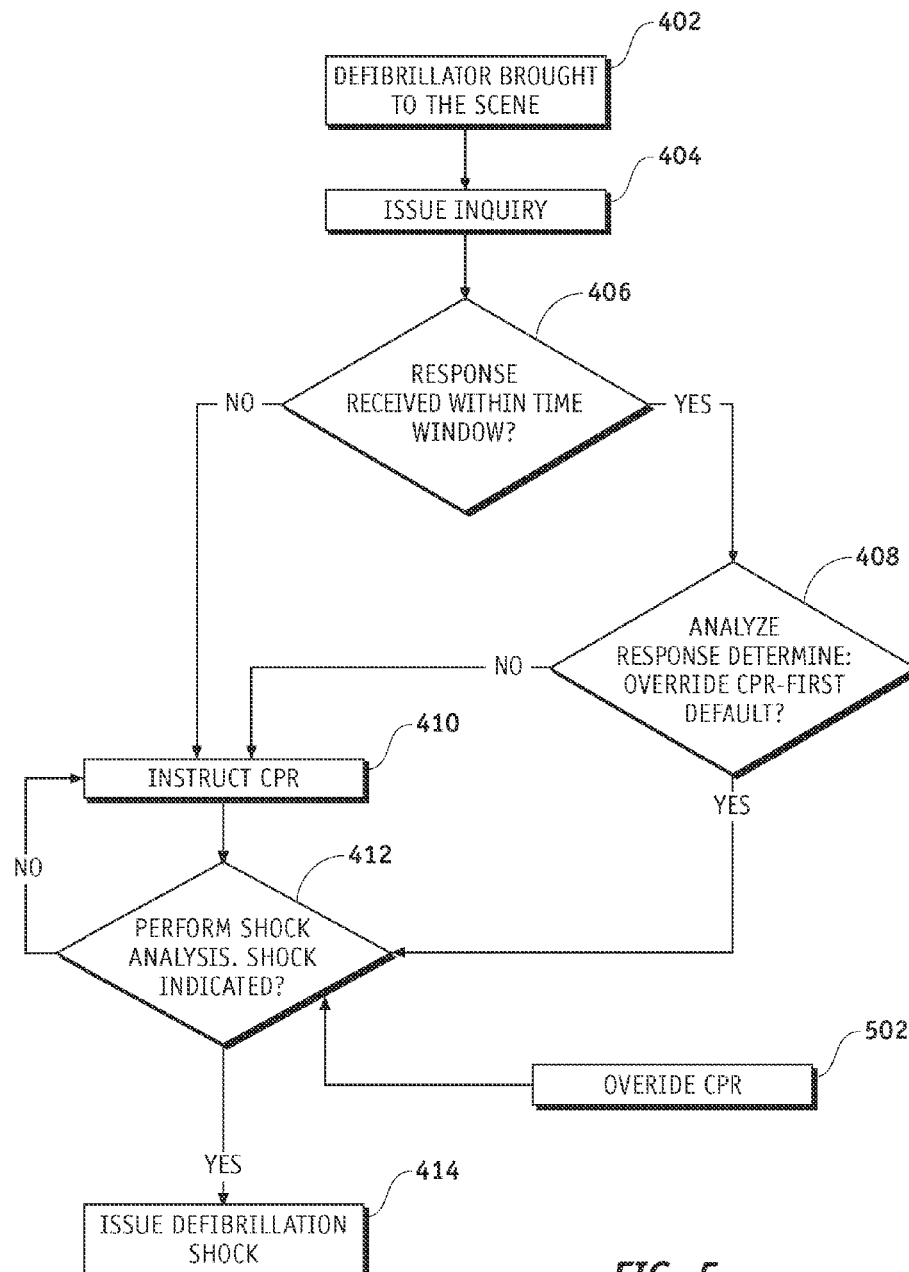 402
DEFIBRILLATOR BROUGHT
TO THE SCENE
404
ISSUE INQUIRY
406
RESPONSE
RECEIVED WITHIN TIME
WINDOW?
NO
YES
408
ANALYZE
RESPONSE DETERMINE:
OVERRIDE CPR-FIRST
DEFAULT?
NO
YES
410
INSTRUCT CPR
NO
412
PERFORM SHOCK
ANALYSIS. SHOCK
INDICATED?
502
OVERIDE CPR
YES
414
ISSUE DEFIBRILLATION
SHOCK
FIG. 5